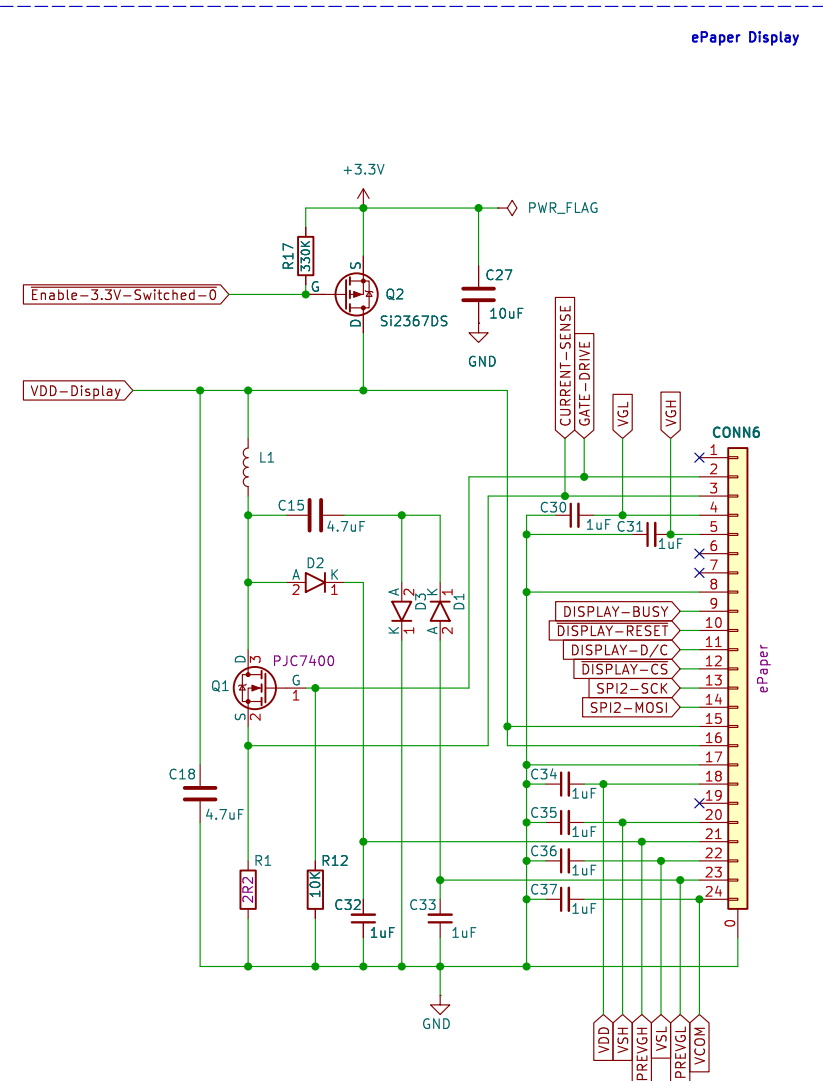 ePaper Display
+3.3V
PWR_FLAG
R17
330K
S
G
D
Q2
Si2367DS
C27
10uF
GND
Enable-3.3V-Switched-0
VDD-Display
CURRENT-SENSE
GATE-DRIVE
VGL
VGH
CONN6
L1
C15
4.7uF
C30
1uF
C31
1uF
D2
A
2
K
1
A
2
D3
K
1
K
1
D1
A
2
PJC7400
D
3
Q1
G
1
S
2
1
2
3
4
5
6
7
8
9
10
11
12
13
14
15
16
17
18
19
20
21
22
23
24
0
DISPLAY-BUSY
DISPLAY-RESET
DISPLAY-D/C
DISPLAY-CS
SPI2-SCK
SPI2-MOSI
ePaper
C18
4.7uF
C34
1uF
C35
1uF
C36
1uF
C37
1uF
R1
2R2
R12
10K
C32
1uF
C33
1uF
GND
VDD
VSH
PREVGH
VSL
PREVGL
VCOM